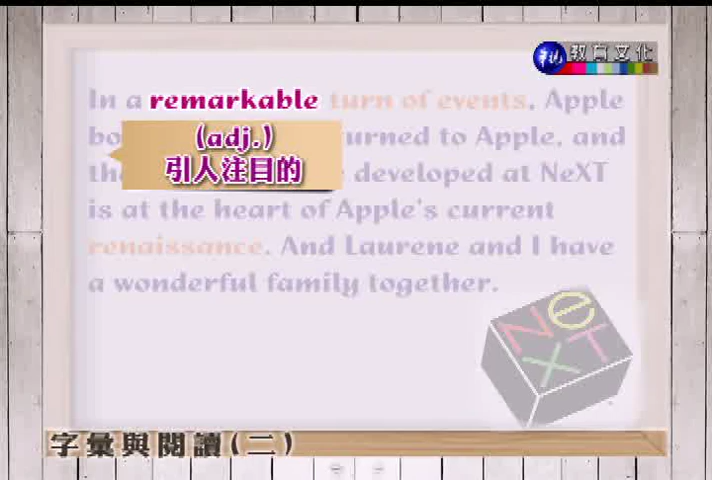 教育文化
In a remarkable turn of events, Apple
bo urned to Apple, and
(adj.)
引人注目的
the developed at NeXT
is at the heart of Apple's current
renaissance. And Laurene and I have
a wonderful family together.
NeXT
字彙與閱讀(二)